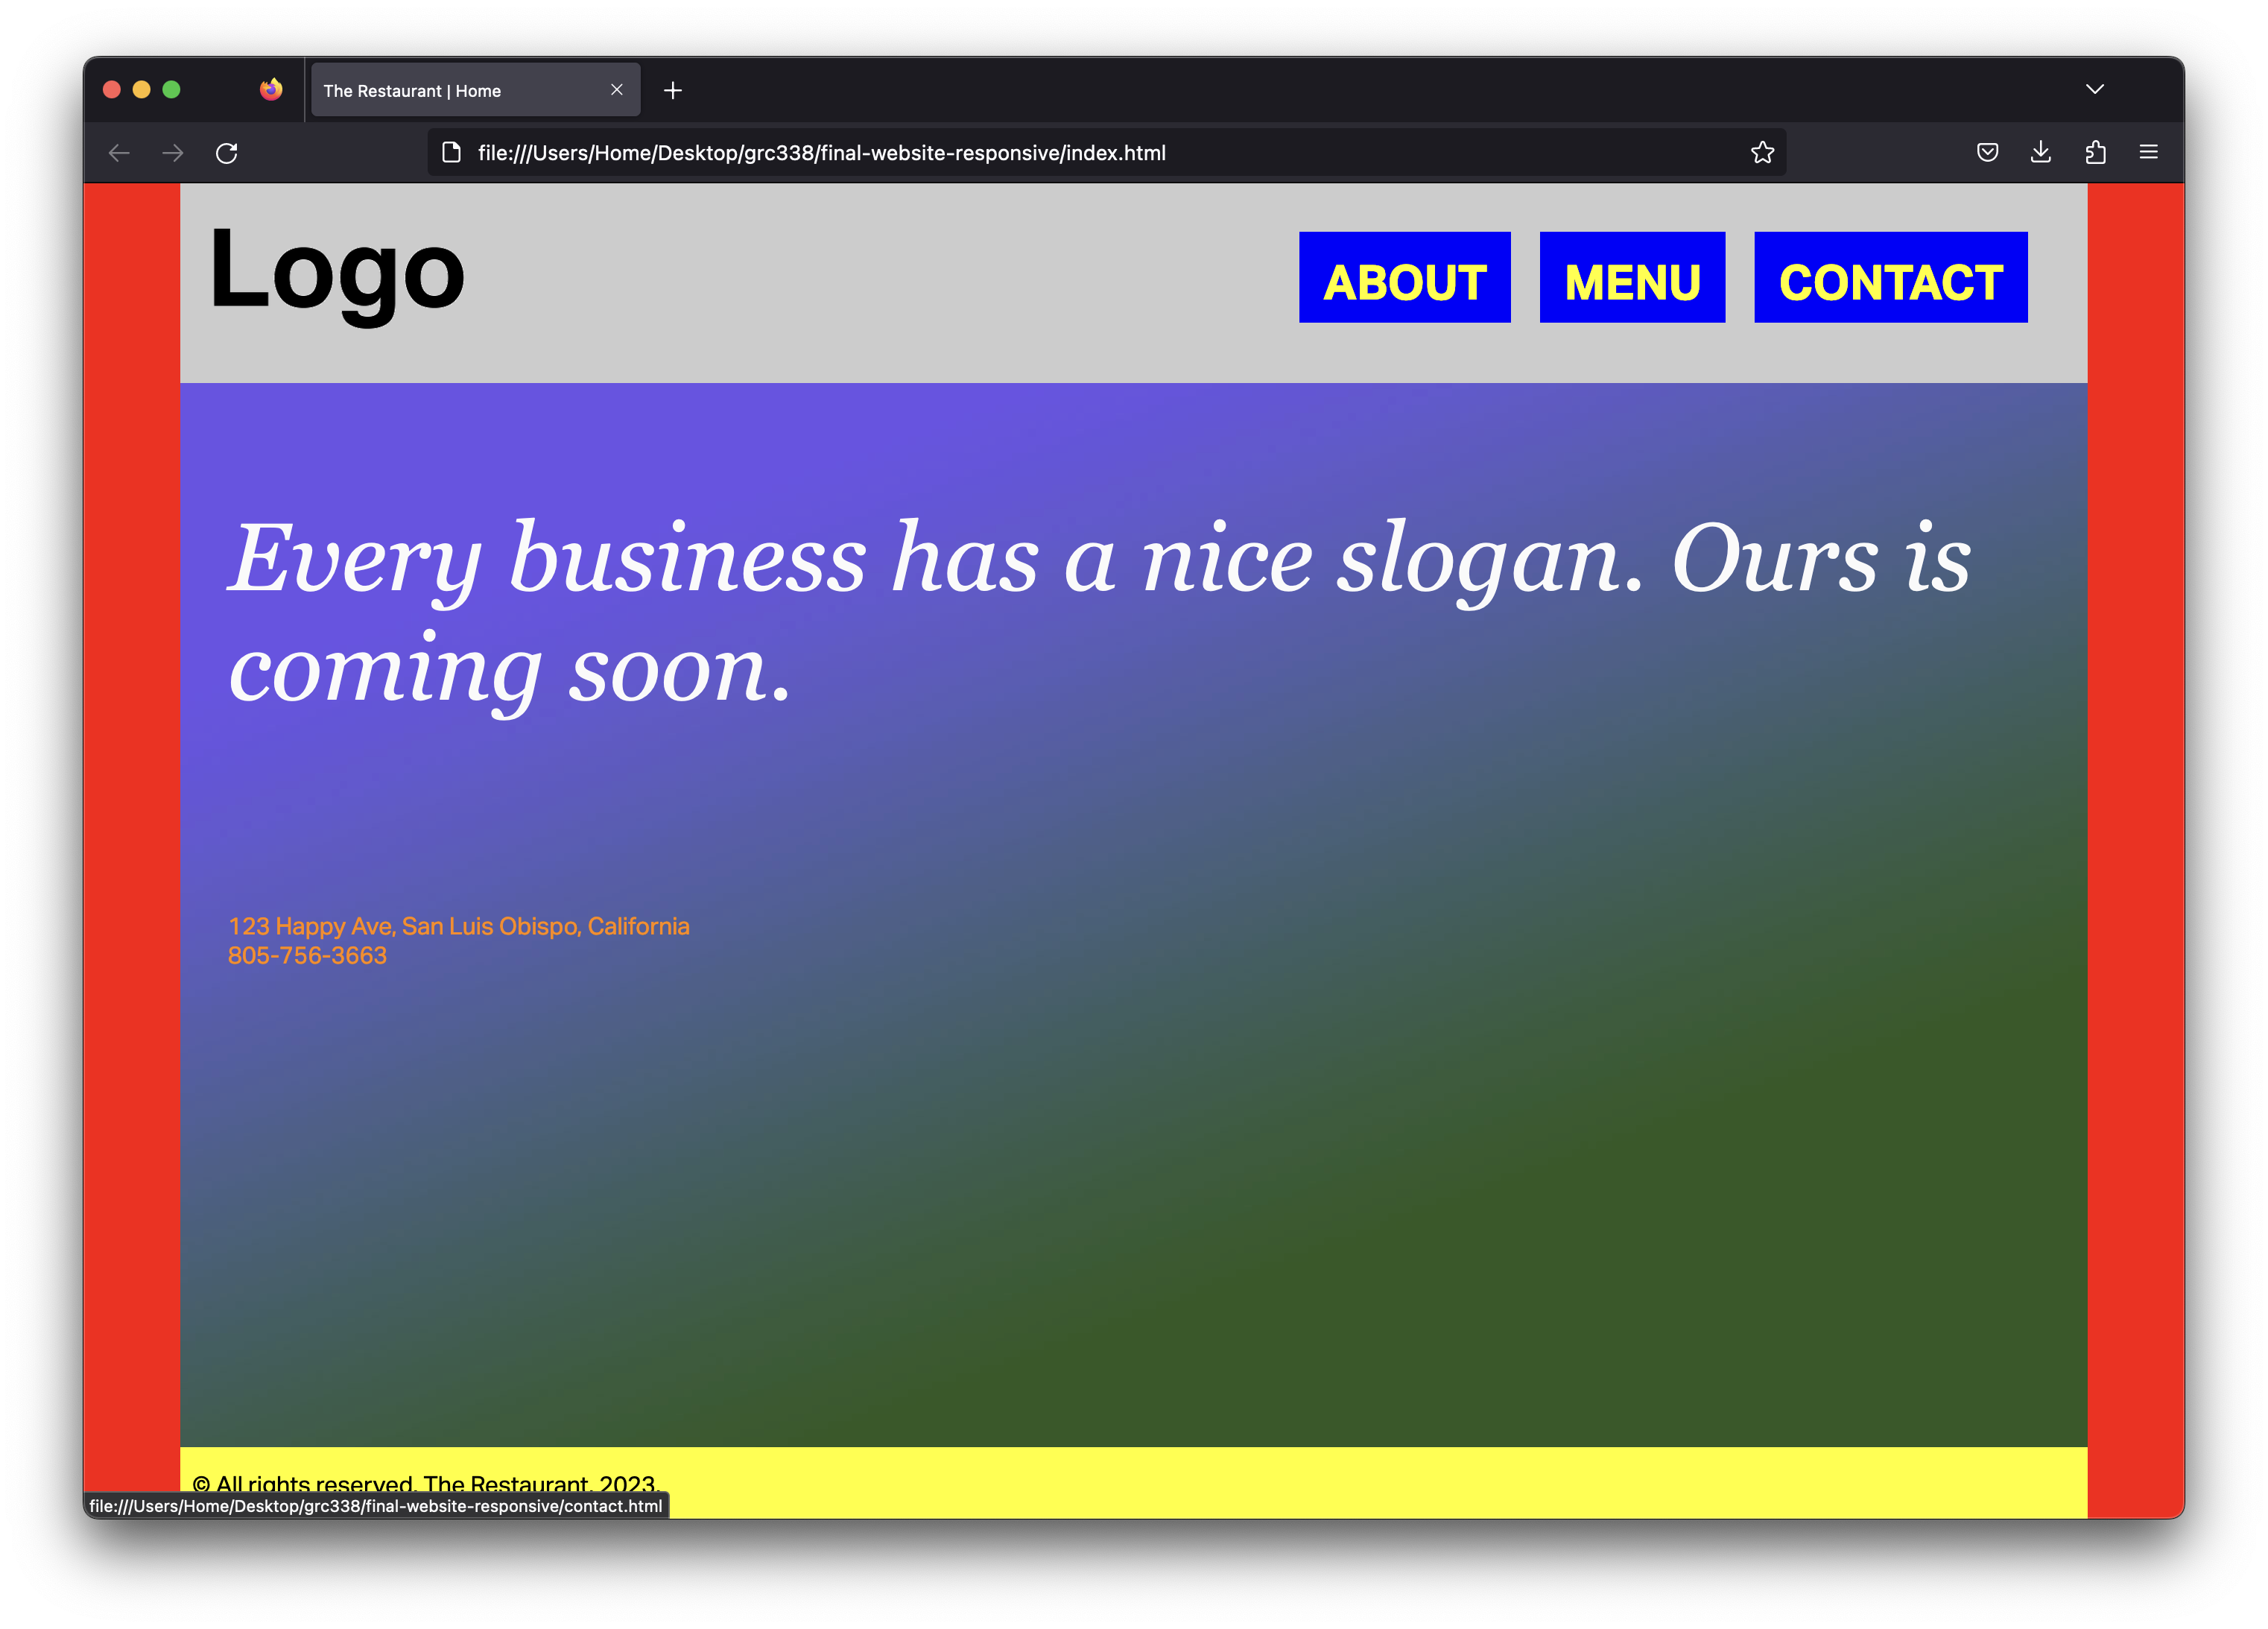 The Restaurant | Home
file:///Users/Home/Desktop/grc338/final-website-responsive/index.html
Logo
ABOUT MENU CONTACT
Every business has a nice slogan. Ours is
coming soon.
123 Happy Ave, San Luis Obispo, California
805-756-3663
© All rights reserved. The Restaurant. 2023.
file:///Users/Home/Desktop/grc338/final-website-responsive/contact.html